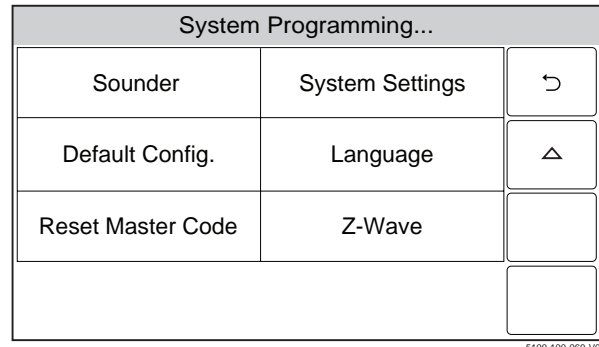 System Programming...
Sounder
System Settings
Default Config.
Language
Reset Master Code
Z-Wave